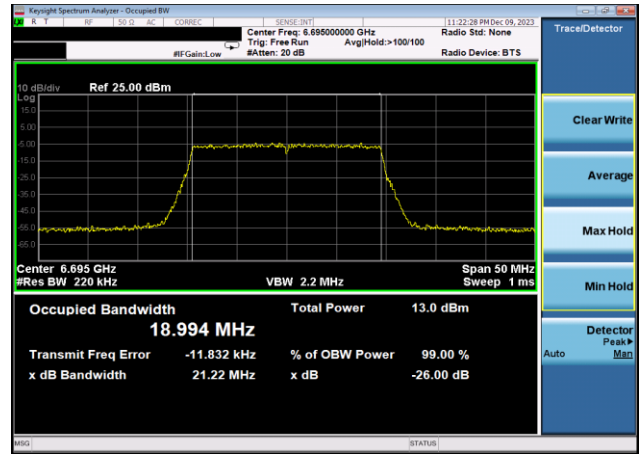 Keysight Spectrum Analyzer - Occupied BW
R T RF 50 Ω AC CORREC SENSE:INT 11:22:28 PM Dec 09, 2023
Center Freq: 6.695000000 GHz Radio Std: None
Trig: Free Run Avg|Hold:>100/100
#IFGain:Low #Atten: 20 dB Radio Device: BTS
Trace/Detector
10 dB/div Ref 25.00 dBm
Log
15.0
5.00
-5.00
-15.0
-25.0
-35.0
-45.0
-55.0
-65.0
Center 6.695 GHz Span 50 MHz
#Res BW 220 kHz VBW 2.2 MHz Sweep 1 ms
Occupied Bandwidth Total Power 13.0 dBm
18.994 MHz
Transmit Freq Error -11.832 kHz % of OBW Power 99.00 %
x dB Bandwidth 21.22 MHz x dB -26.00 dB
Clear Write
Average
Max Hold
Min Hold
Detector
Peak▶
Auto Man
MSG STATUS